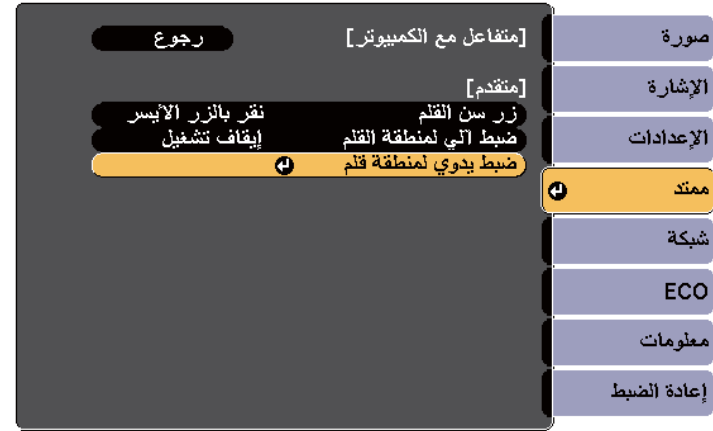 صورة
الإشارة
الإعدادات
ممتد
شبكة
ECO
معلومات
إعادة الضبط
[متفاعل مع الكمبيوتر] رجوع
[متقدم]
زر سن القلم نقر بالزر الأيسر
ضبط آلي لمنطقة القلم إيقاف تشغيل
ضبط يدوي لمنطقة قلم